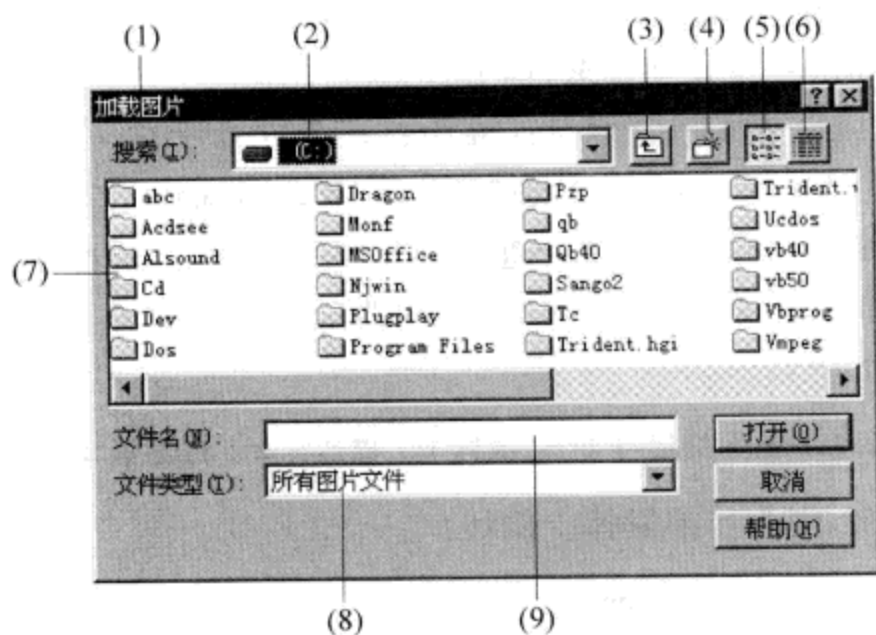 (1) (2) (3) (4) (5) (6)
加载图片
搜索(I): (C:)
abc Dragon Pzp Trident.
Acdsee Monf qb Ucdos
Alsound MSOffice Qb40 vb40
(7) Cd Njwin Sango2 vb50
Dev Plugplay Tc Vbprog
Dos Program Files Trident.hgi Vmpeg
文件名(N): 打开(O)
文件类型(T): 所有图片文件 取消
帮助(H)
(8) (9)